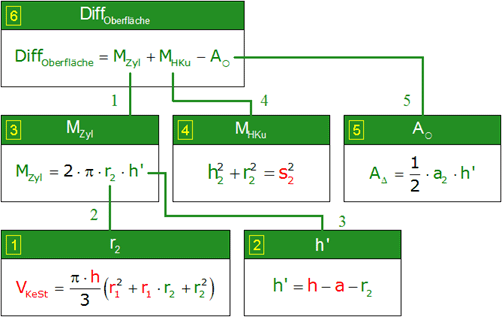 6 Diff_Oberfläche
Diff_Oberfläche = M_Zyl + M_HKu − A_○
1
4
5
3 M_Zyl
4 M_HKu
5 A_○
M_Zyl = 2 · π · r₂ · h'
h₂² + r₂² = s₂²
A_Δ = 1/2 · a₂ · h'
2
3
1 r₂
2 h'
V_KeSt = π · h / 3 (r₁² + r₁ · r₂ + r₂²)
h' = h − a − r₂